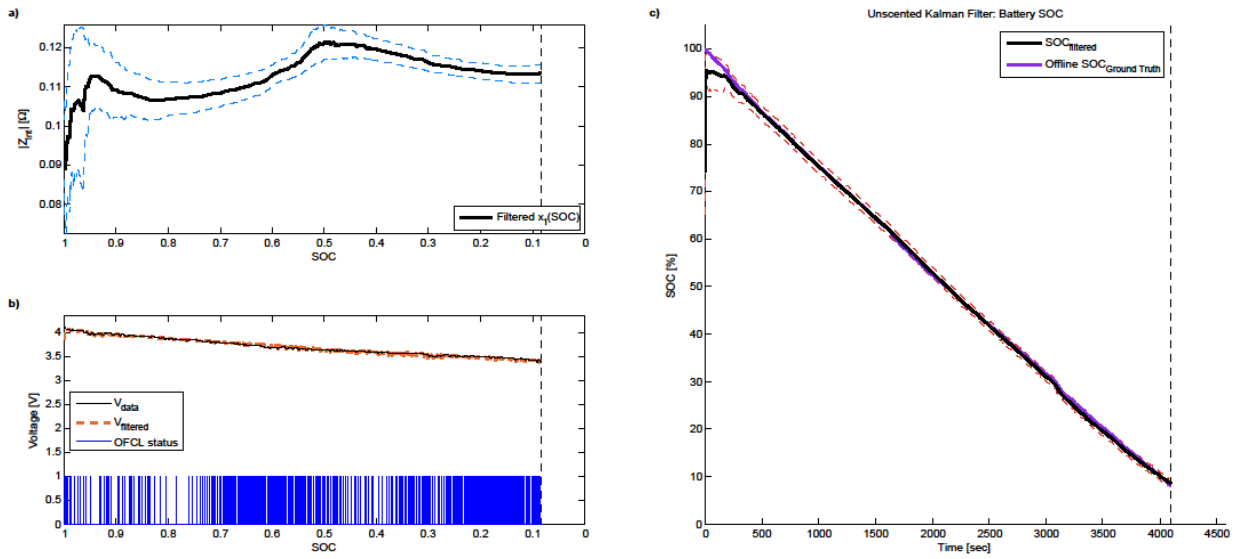 a)
0.12
0.11
0.1
0.09
0.08
|Z_int| [Ω]
Filtered x_1(SOC)
1 0.9 0.8 0.7 0.6 0.5 0.4 0.3 0.2 0.1 0
SOC
b)
4
3.5
3
2.5
2
1.5
1
0.5
0
Voltage [V]
V_data
V_filtered
OFCL status
1 0.9 0.8 0.7 0.6 0.5 0.4 0.3 0.2 0.1 0
SOC
c)
Unscented Kalman Filter: Battery SOC
SOC_filtered
Offline SOC_Ground Truth
100
90
80
70
60
50
40
30
20
10
0
SOC [%]
0 500 1000 1500 2000 2500 3000 3500 4000 4500
Time [sec]